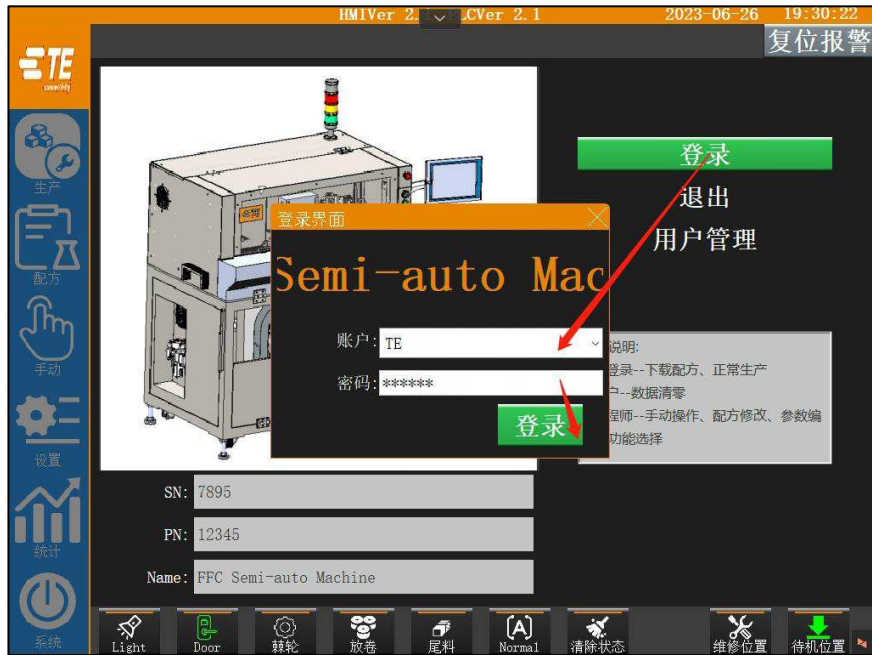 HMIVer 2. CVer 2.1 2023-06-26 19:30:22
复位报警
TE
生产
配方
手动
设置
统计
系统
登录
退出
用户管理
登录界面
Semi-auto Mac
账户: TE
密码: ******
登录
说明:
登录--下载配方、正常生产
户--数据清零
程师--手动操作、配方修改、参数编
功能选择
SN: 7895
PN: 12345
Name: FFC Semi-auto Machine
Light
Door
棘轮
放卷
尾料
[A]
Normal
清除状态
维修位置
待机位置